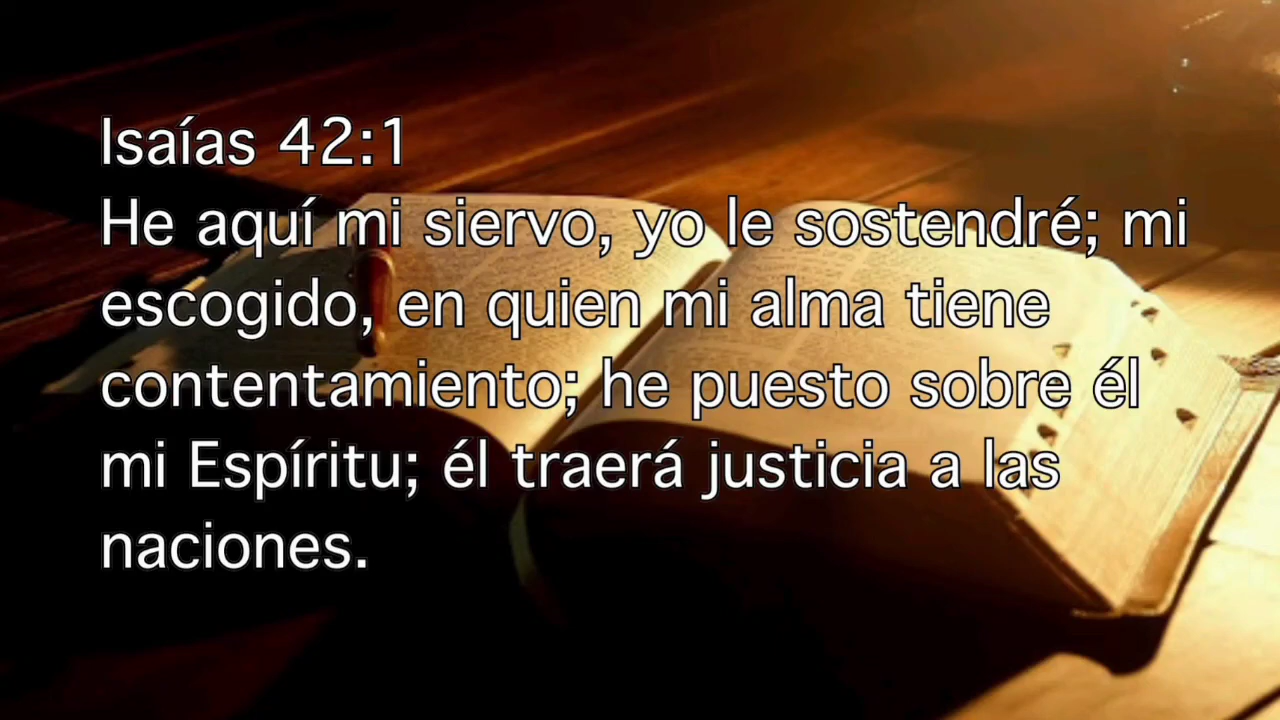 Isaías 42:1
He aquí mi siervo, yo le sostendré; mi
escogido, en quien mi alma tiene
contentamiento; he puesto sobre él
mi Espíritu; él traerá justicia a las
naciones.